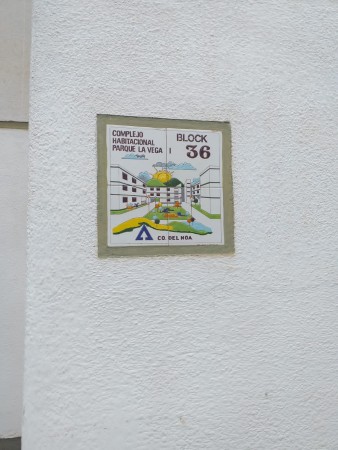 COMPLEJO
HABITACIONAL
PARQUE LA VEGA I
BLOCK
36
CO. DEL HOA.